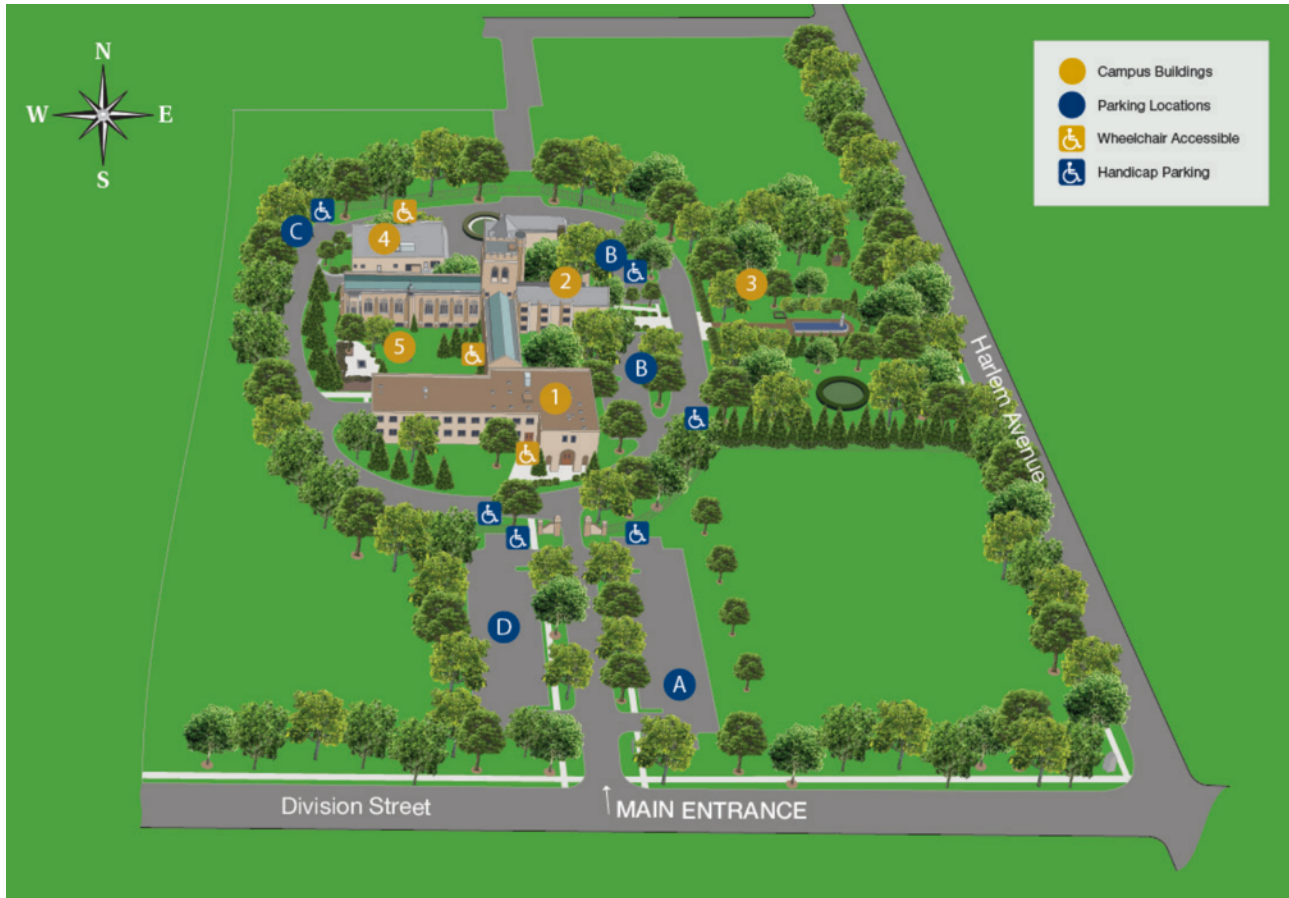 N
W E
S
Campus Buildings
Parking Locations
Wheelchair Accessible
Handicap Parking
C
4
B
2
3
5
B
1
Harlem Avenue
D
A
Division Street
MAIN ENTRANCE